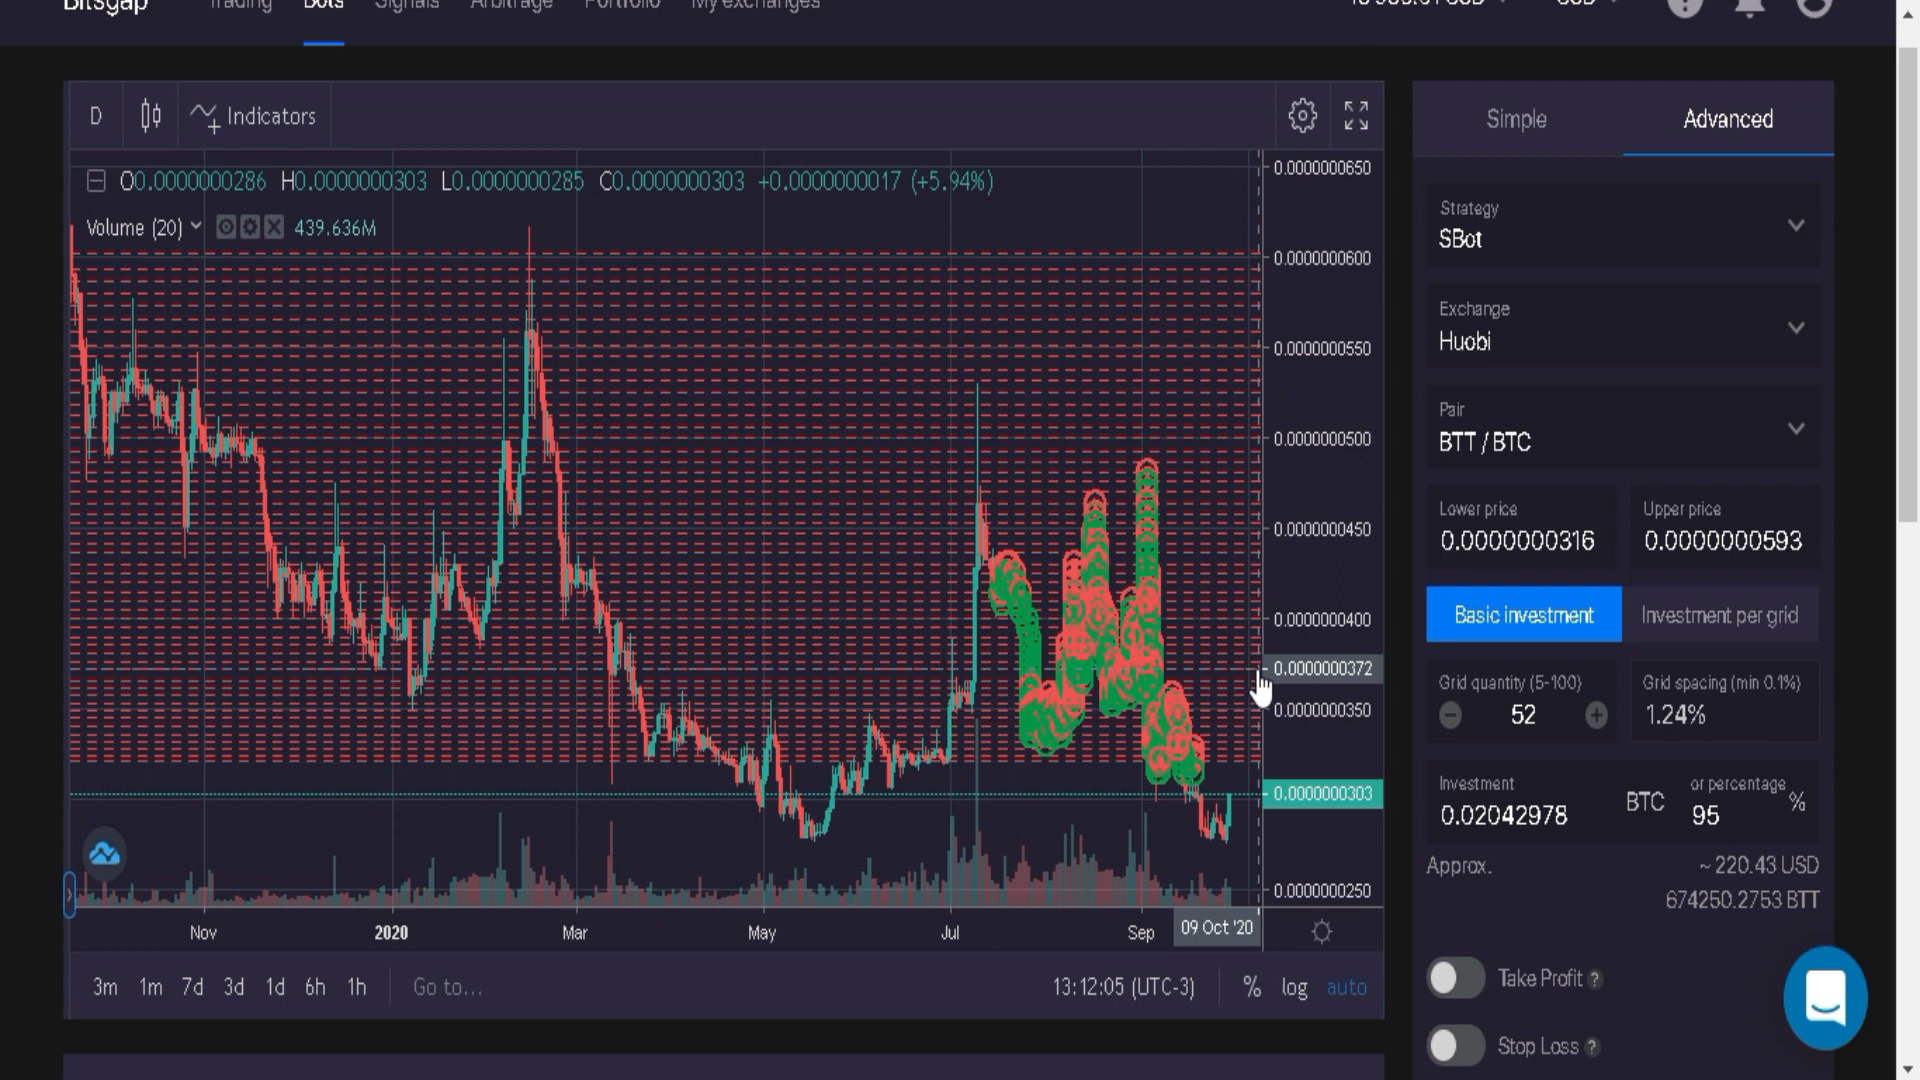 Bitsgap Trading Bots Signals Arbitrage Portfolio My exchanges USD
D Indicators
O0.0000000286 H0.0000000303 L0.0000000285 C0.0000000303 +0.0000000017 (+5.94%)
Volume (20) 439.636M
0.0000000650
0.0000000600
0.0000000550
0.0000000500
0.0000000450
0.0000000400
0.0000000372
0.0000000350
0.0000000303
0.0000000250
Nov 2020 Mar May Jul Sep 09 Oct '20
3m 1m 7d 3d 1d 6h 1h Go to... 13:12:05 (UTC-3) % log auto
Simple Advanced
Strategy
SBot
Exchange
Huobi
Pair
BTT / BTC
Lower price Upper price
0.0000000316 0.0000000593
Basic investment Investment per grid
Grid quantity (5-100) Grid spacing (min 0.1%)
52 1.24%
Investment or percentage
0.02042978 BTC 95 %
Approx. ~ 220.43 USD
674250.2753 BTT
Take Profit ?
Stop Loss ?